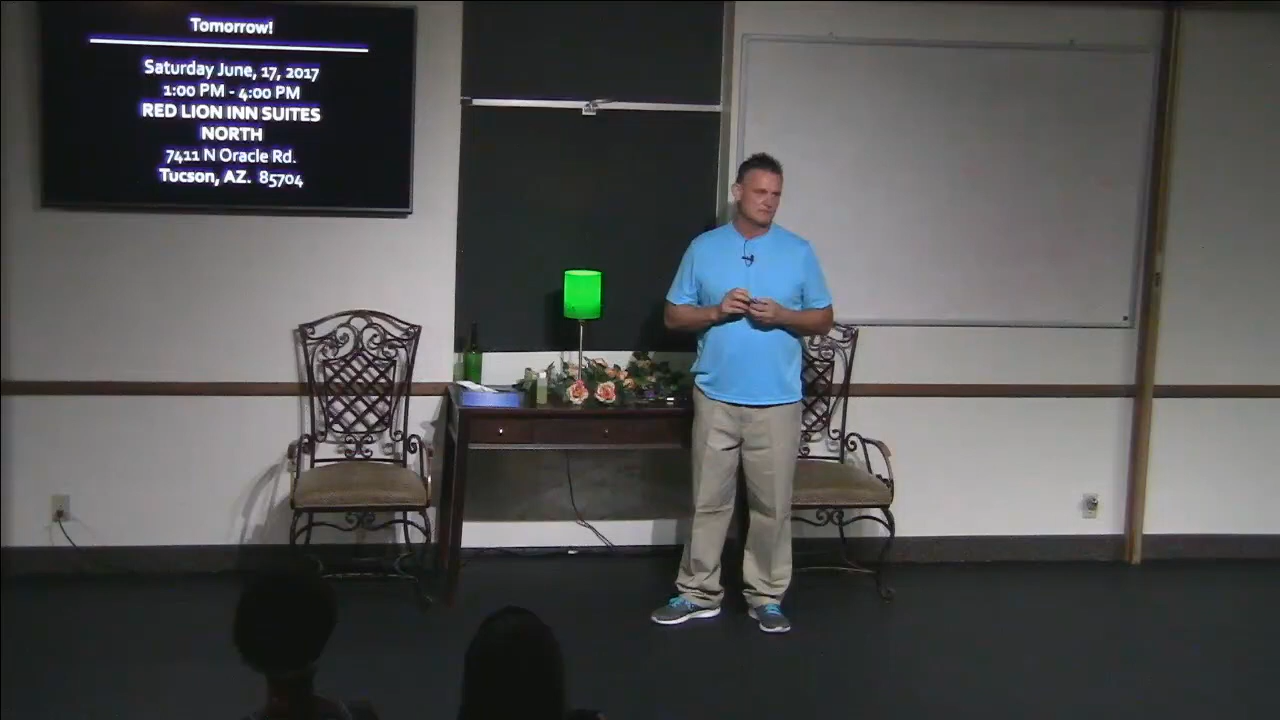 Tomorrow!
Saturday June, 17, 2017
1:00 PM - 4:00 PM
RED LION INN SUITES
NORTH
7411 N Oracle Rd.
Tucson, AZ. 85704